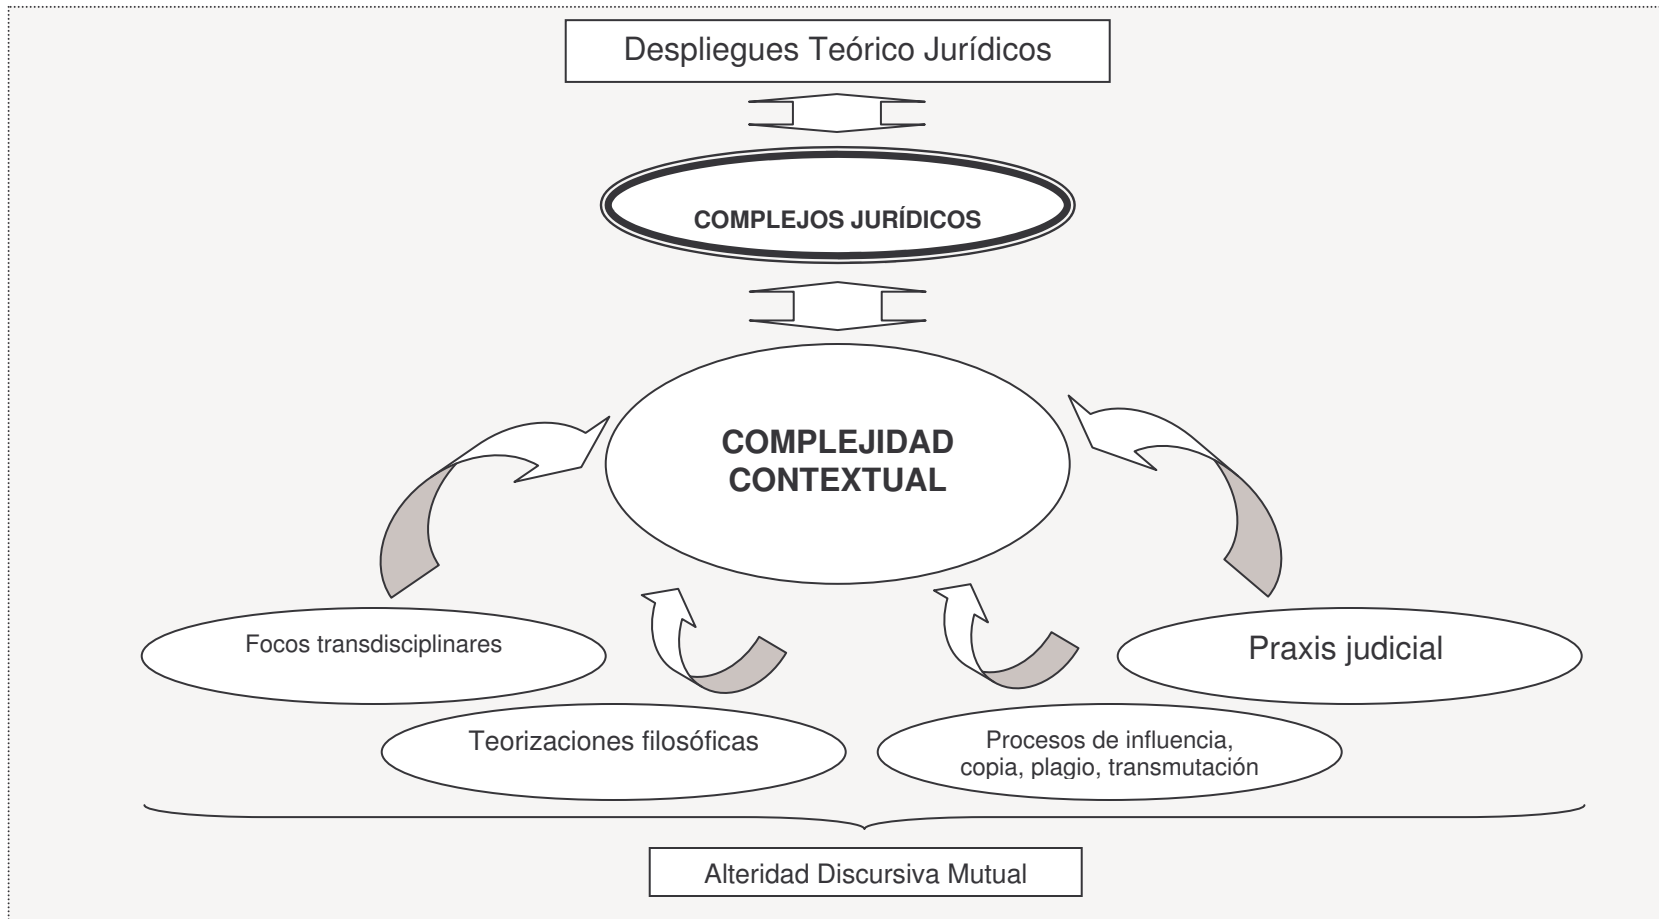 Despliegues Teórico Jurídicos
COMPLEJOS JURÍDICOS
COMPLEJIDAD
CONTEXTUAL
Focos transdisciplinares
Praxis judicial
Teorizaciones filosóficas
Procesos de influencia,
copia, plagio, transmutación
Alteridad Discursiva Mutual